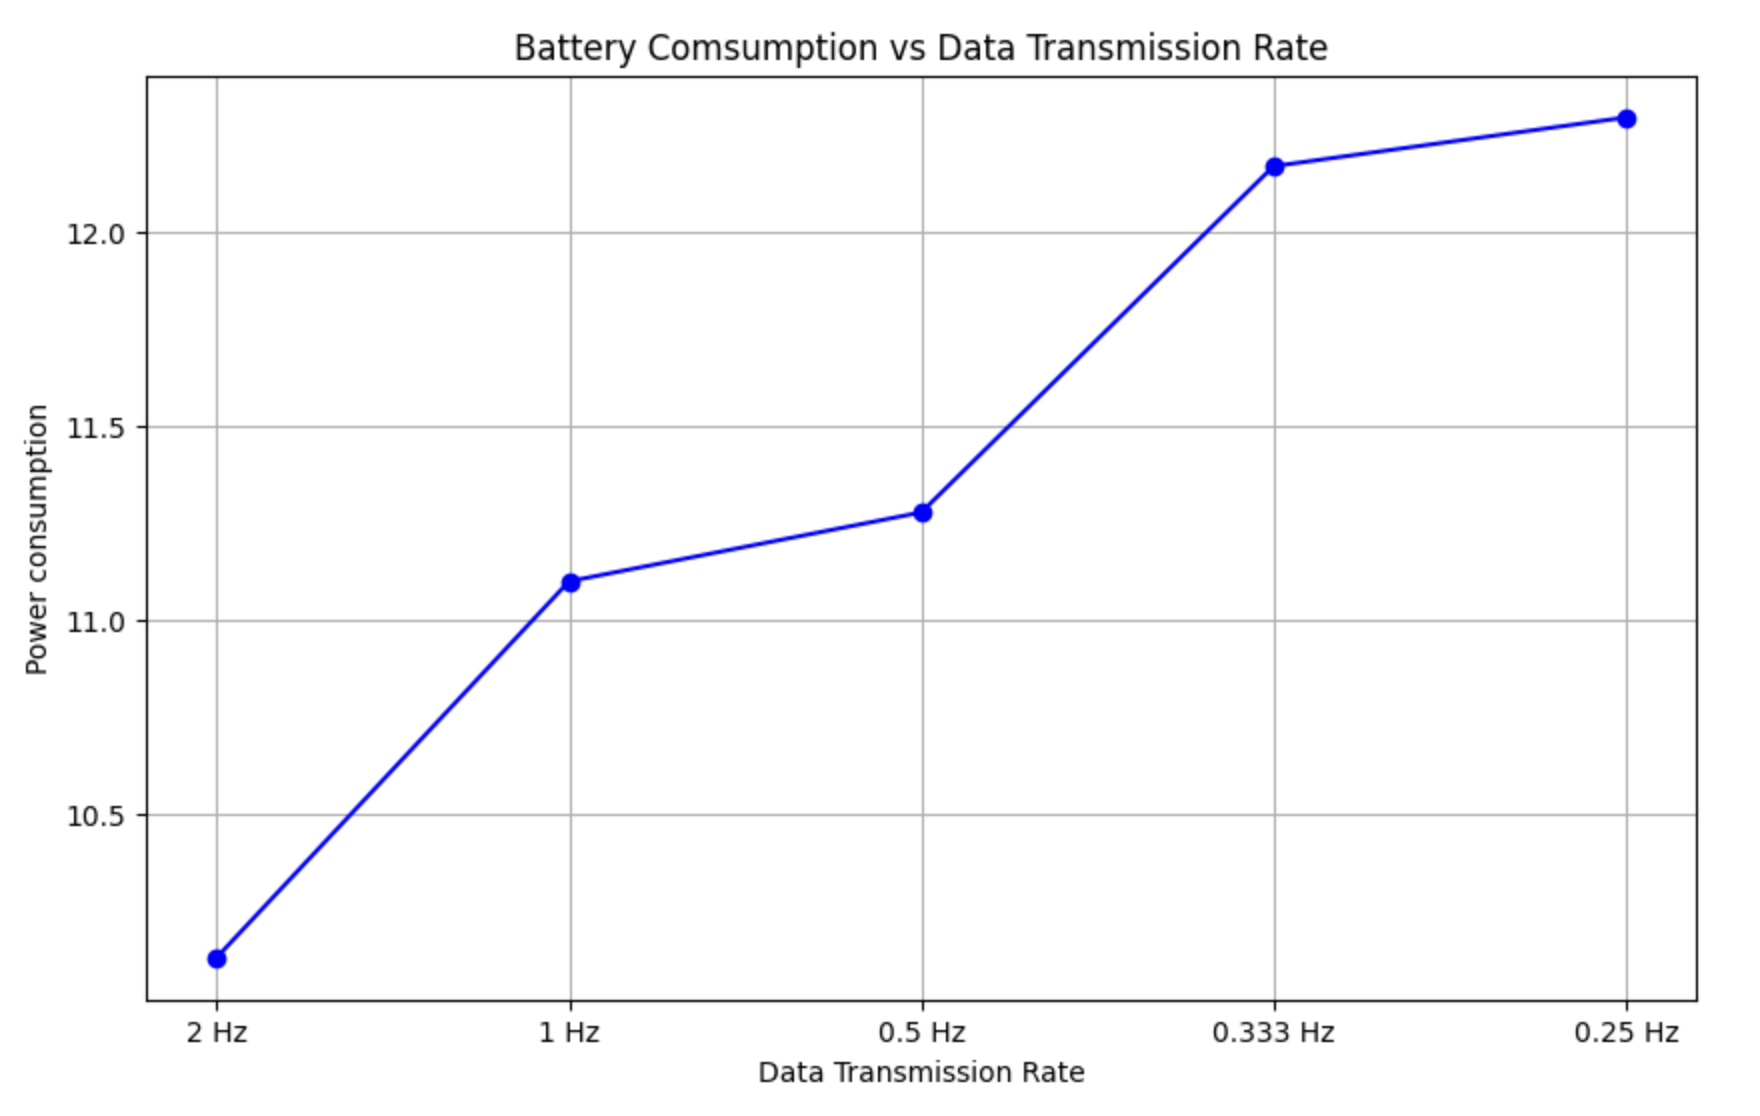 Battery Comsumption vs Data Transmission Rate
12.0
11.5
11.0
10.5
Power consumption
2 Hz
1 Hz
0.5 Hz
0.333 Hz
0.25 Hz
Data Transmission Rate